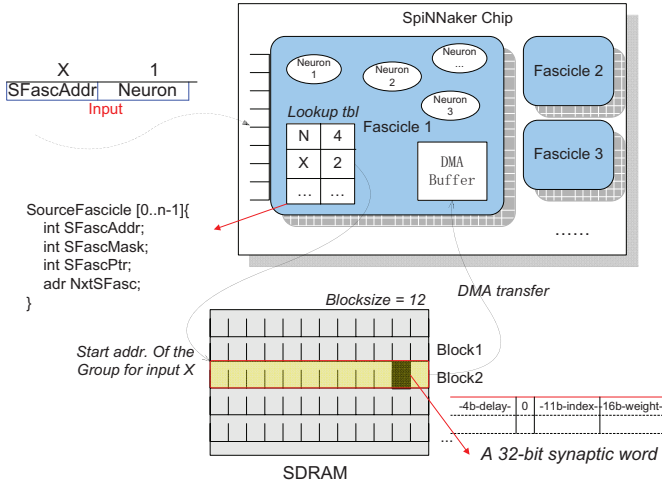 SpiNNaker Chip
X 1
SFascAddr Neuron
Input
Neuron
1
Neuron
2
Neuron
...
Neuron
3
Lookup tbl
Fascicle 1
N 4
X 2
... ...
DMA
Buffer
Fascicle 2
Fascicle 3
......
SourceFascicle [0..n-1]{
int SFascAddr;
int SFascMask;
int SFascPtr;
adr NxtSFasc;
}
Blocksize = 12
DMA transfer
Start addr. Of the
Group for input X
Block1
Block2
...
-4b-delay- 0 -11b-index- -16b-weight-
A 32-bit synaptic word
SDRAM